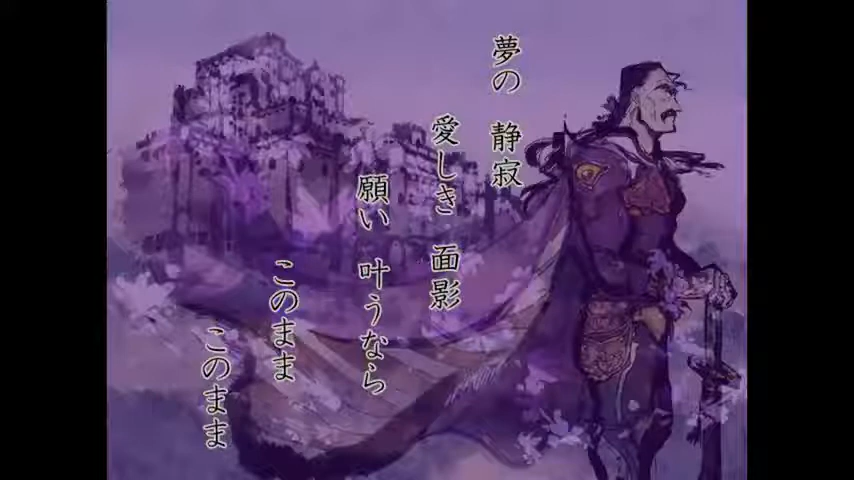 夢の 静寂
愛しき 面影
願い 叶うなら
このまま
このまま